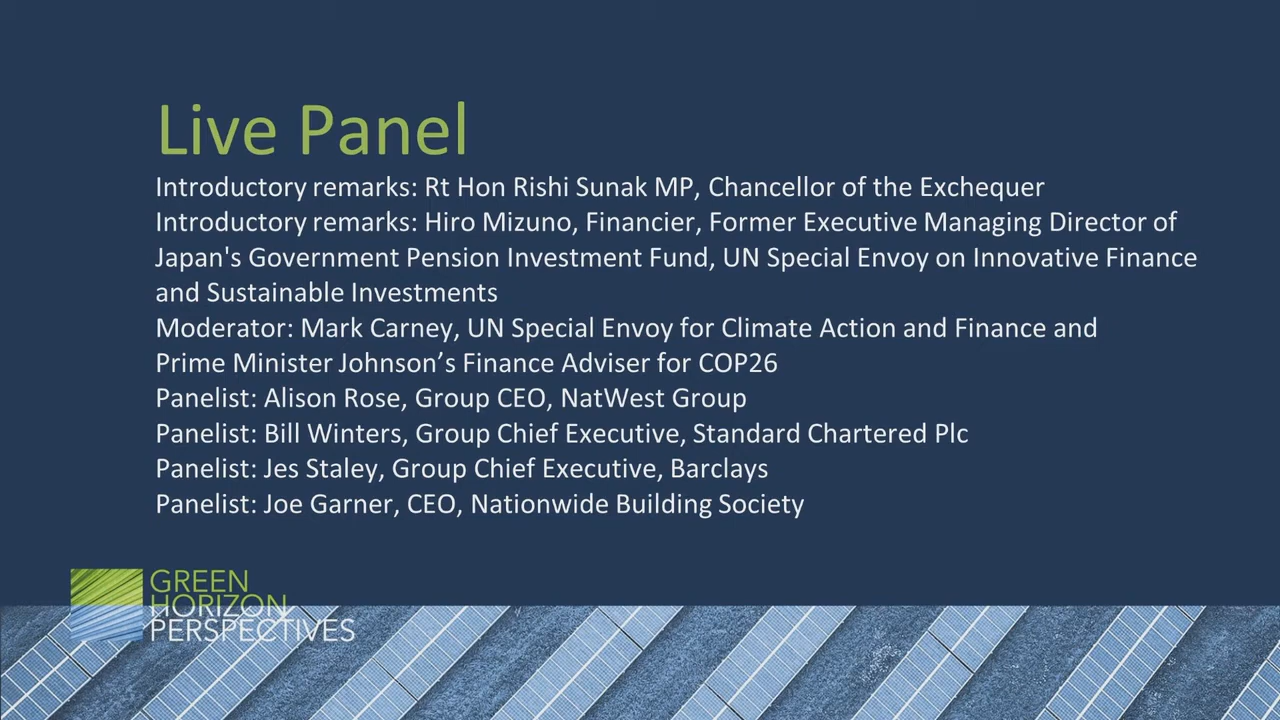 Live Panel
Introductory remarks: Rt Hon Rishi Sunak MP, Chancellor of the Exchequer
Introductory remarks: Hiro Mizuno, Financier, Former Executive Managing Director of
Japan's Government Pension Investment Fund, UN Special Envoy on Innovative Finance
and Sustainable Investments
Moderator: Mark Carney, UN Special Envoy for Climate Action and Finance and
Prime Minister Johnson’s Finance Adviser for COP26
Panelist: Alison Rose, Group CEO, NatWest Group
Panelist: Bill Winters, Group Chief Executive, Standard Chartered Plc
Panelist: Jes Staley, Group Chief Executive, Barclays
Panelist: Joe Garner, CEO, Nationwide Building Society
GREEN
HORIZON
PERSPECTIVES